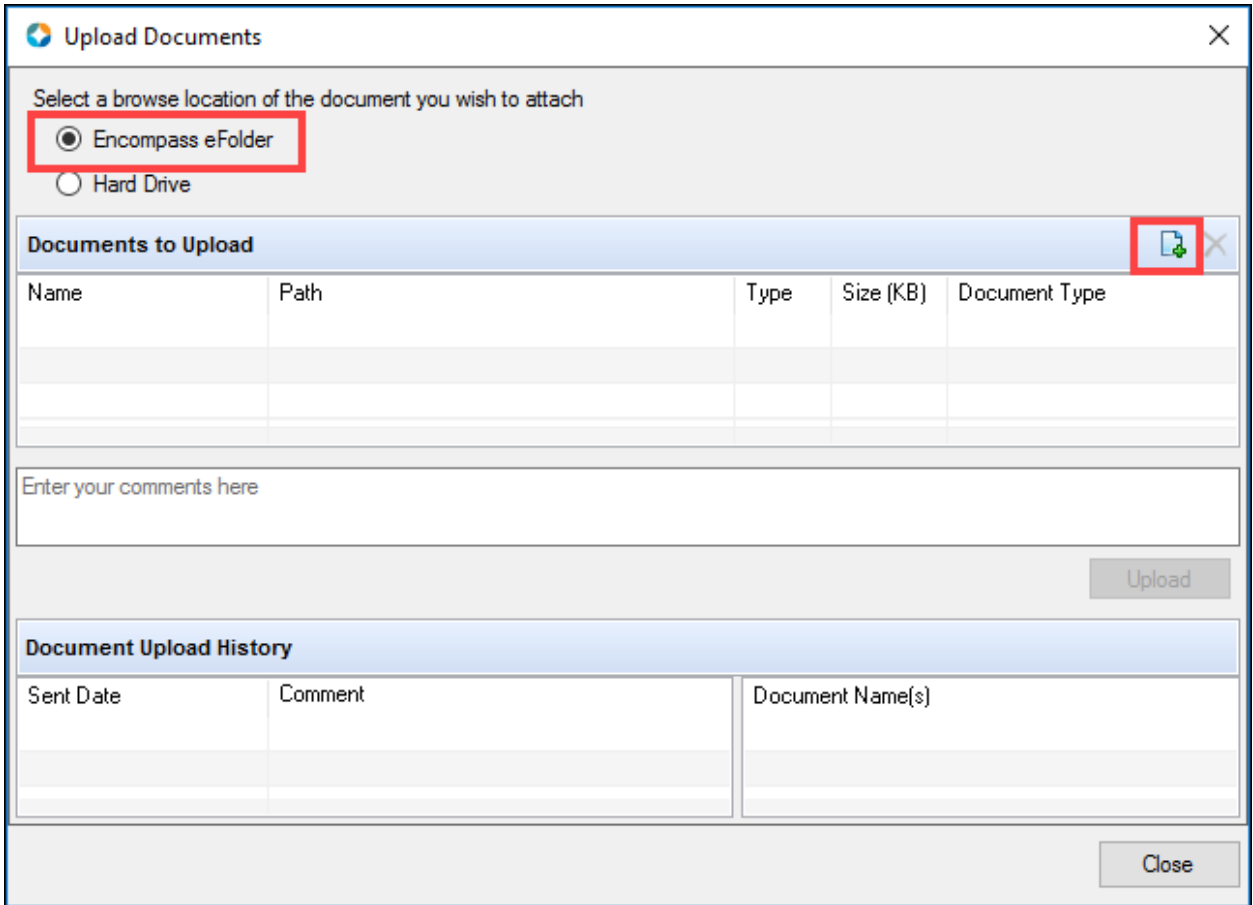 Upload Documents
Select a browse location of the document you wish to attach
Encompass eFolder
Hard Drive
Documents to Upload
Name Path Type Size (KB) Document Type
Enter your comments here
Upload
Document Upload History
Sent Date Comment Document Name(s)
Close